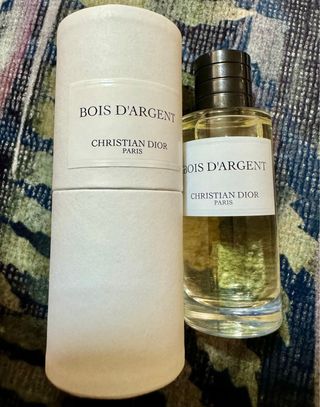 BOIS D'ARGENT
CHRISTIAN DIOR
PARIS
BOIS D'ARGENT
CHRISTIAN DIOR
PARIS